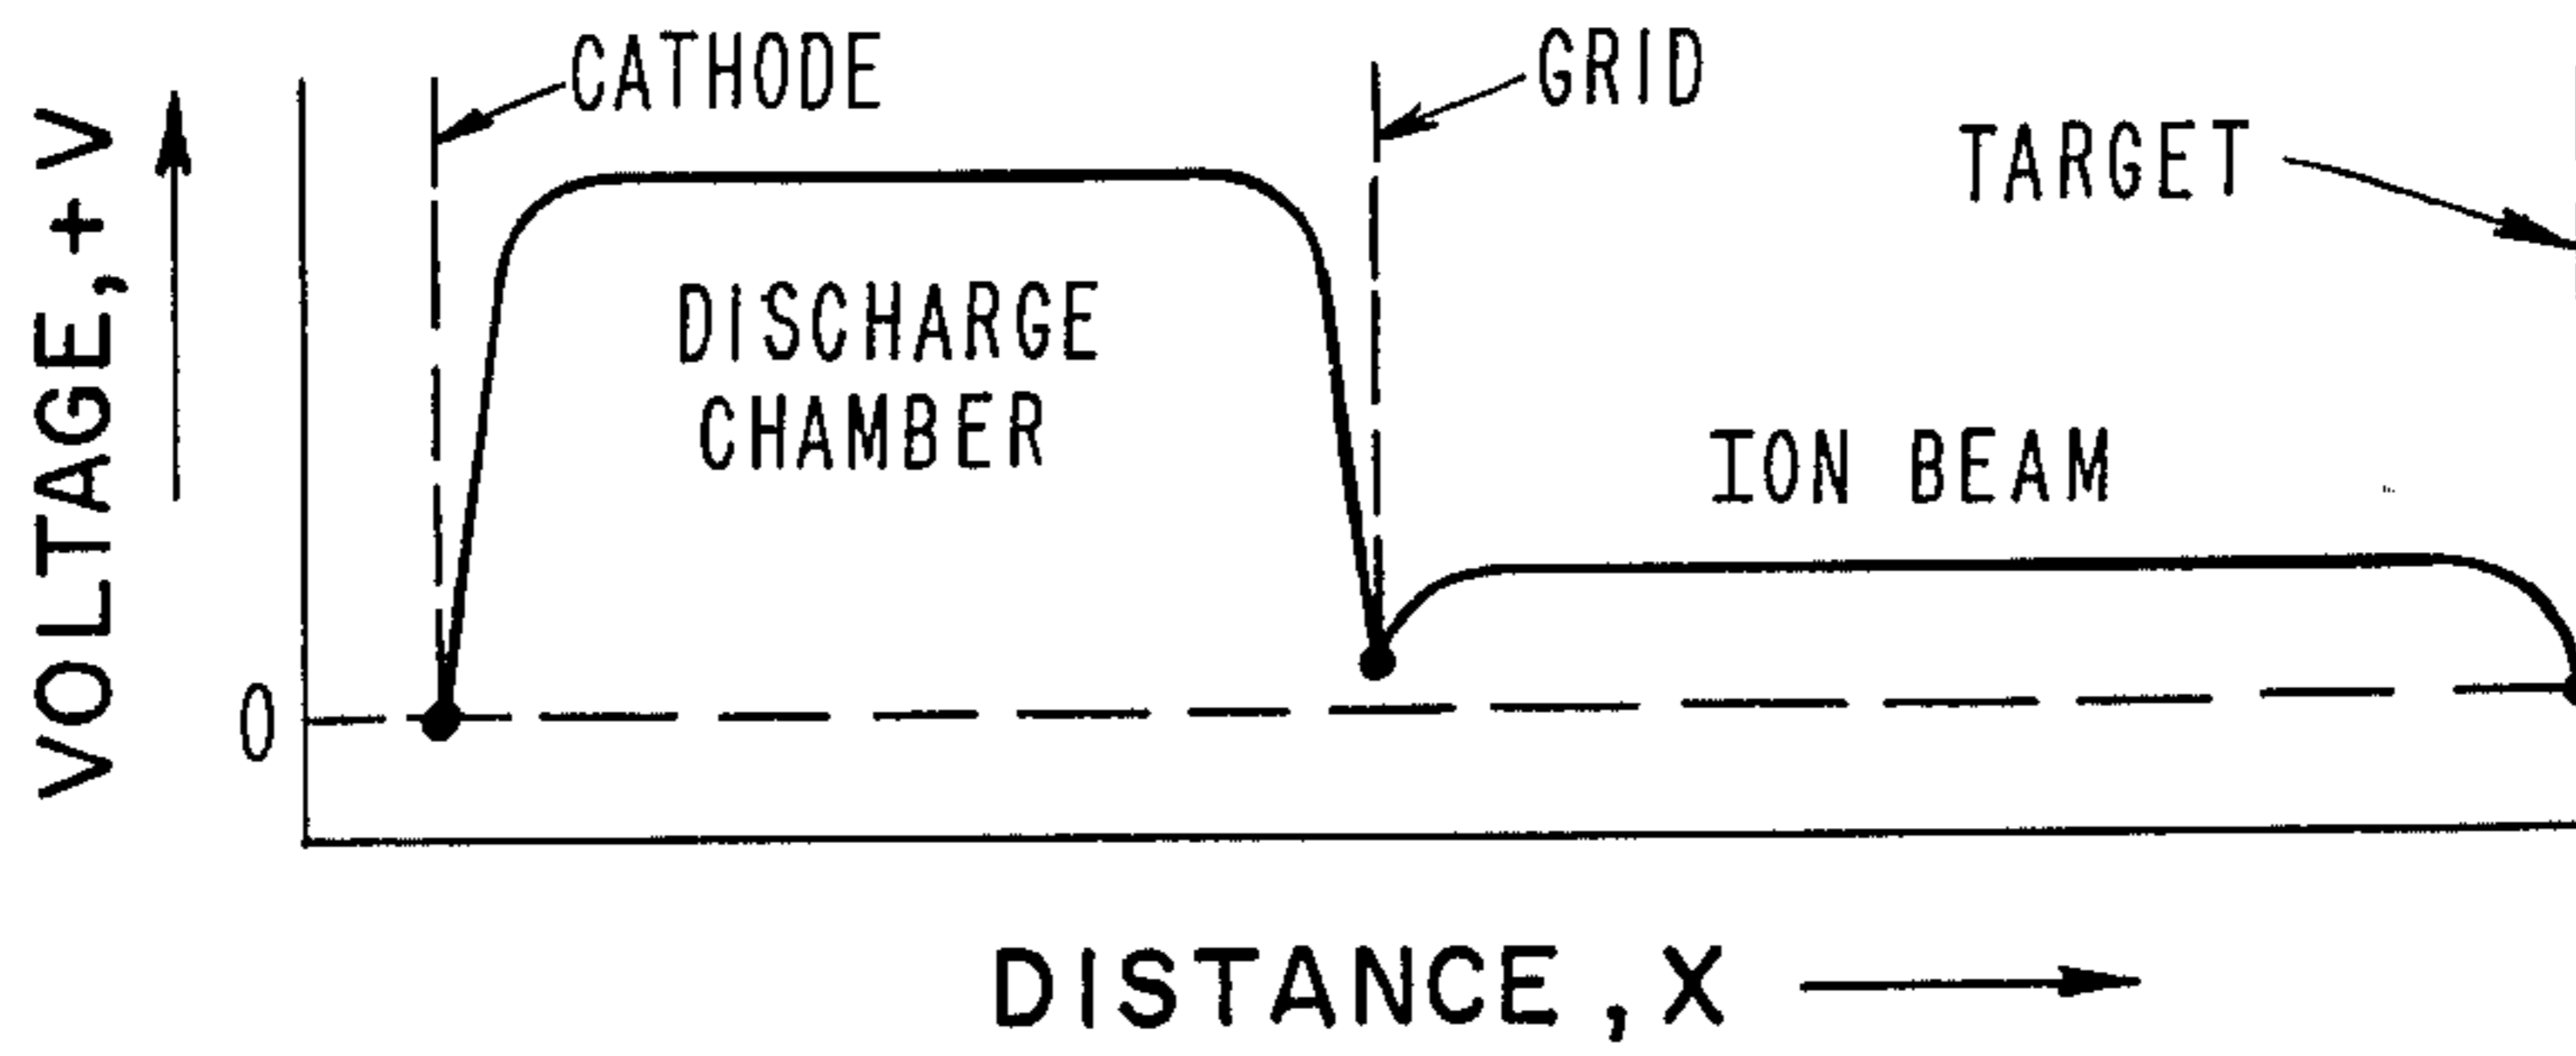 CATHODE
GRID
TARGET
VOLTAGE, + V
DISCHARGE
CHAMBER
ION BEAM
0
DISTANCE, X